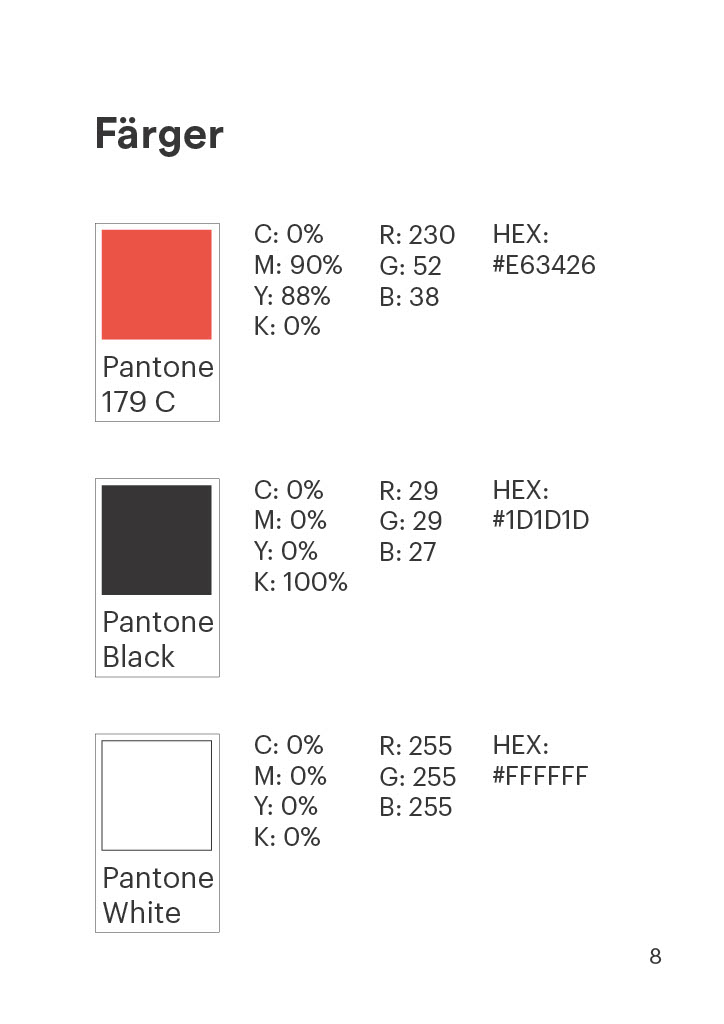 Färger
C: 0%
M: 90%
Y: 88%
K: 0%
R: 230
G: 52
B: 38
HEX:
#E63426
Pantone
179 C
C: 0%
M: 0%
Y: 0%
K: 100%
R: 29
G: 29
B: 27
HEX:
#1D1D1D
Pantone
Black
C: 0%
M: 0%
Y: 0%
K: 0%
R: 255
G: 255
B: 255
HEX:
#FFFFFF
Pantone
White
8